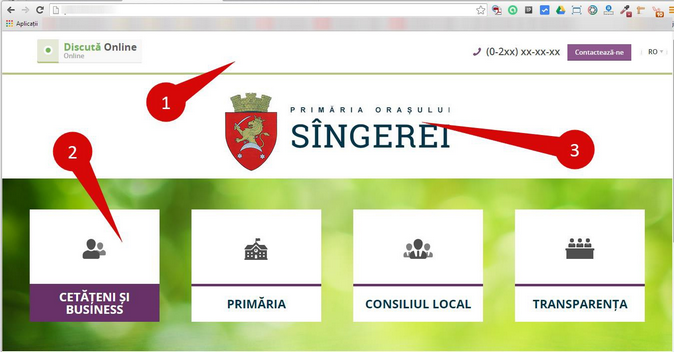 Aplicații
Discută Online
Online
(0-2xx) xx-xx-xx
Contactează-ne
RO
1
PRIMĂRIA ORAȘULUI
SÎNGEREI
2
3
CETĂȚENI ȘI
BUSINESS
PRIMĂRIA
CONSILIUL LOCAL
TRANSPARENȚA